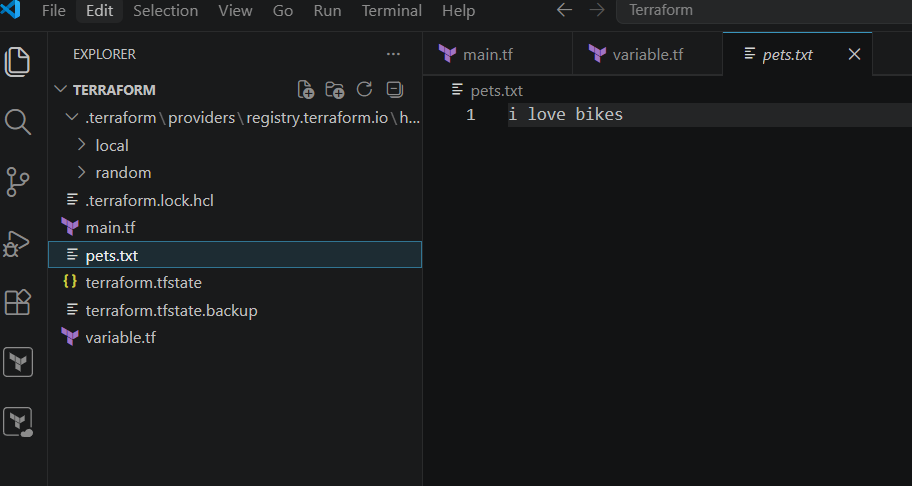 File Edit Selection View Go Run Terminal Help ← → Terraform
EXPLORER ···
TERRAFORM
.terraform\providers\registry.terraform.io\h...
local
random
.terraform.lock.hcl
main.tf
pets.txt
terraform.tfstate
terraform.tfstate.backup
variable.tf
main.tf variable.tf pets.txt
pets.txt
1 i love bikes